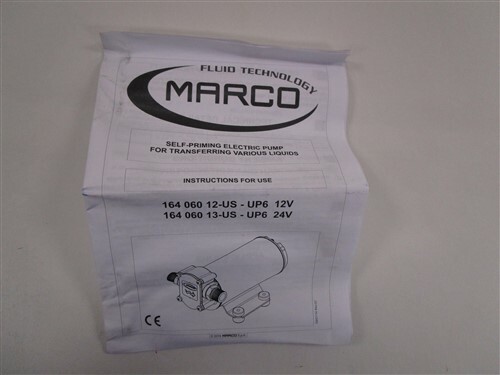 FLUID TECHNOLOGY
MARCO
SELF-PRIMING ELECTRIC PUMP
FOR TRANSFERRING VARIOUS LIQUIDS
INSTRUCTIONS FOR USE
164 060 12-US - UP6 12V
164 060 13-US - UP6 24V
CE
MARCO